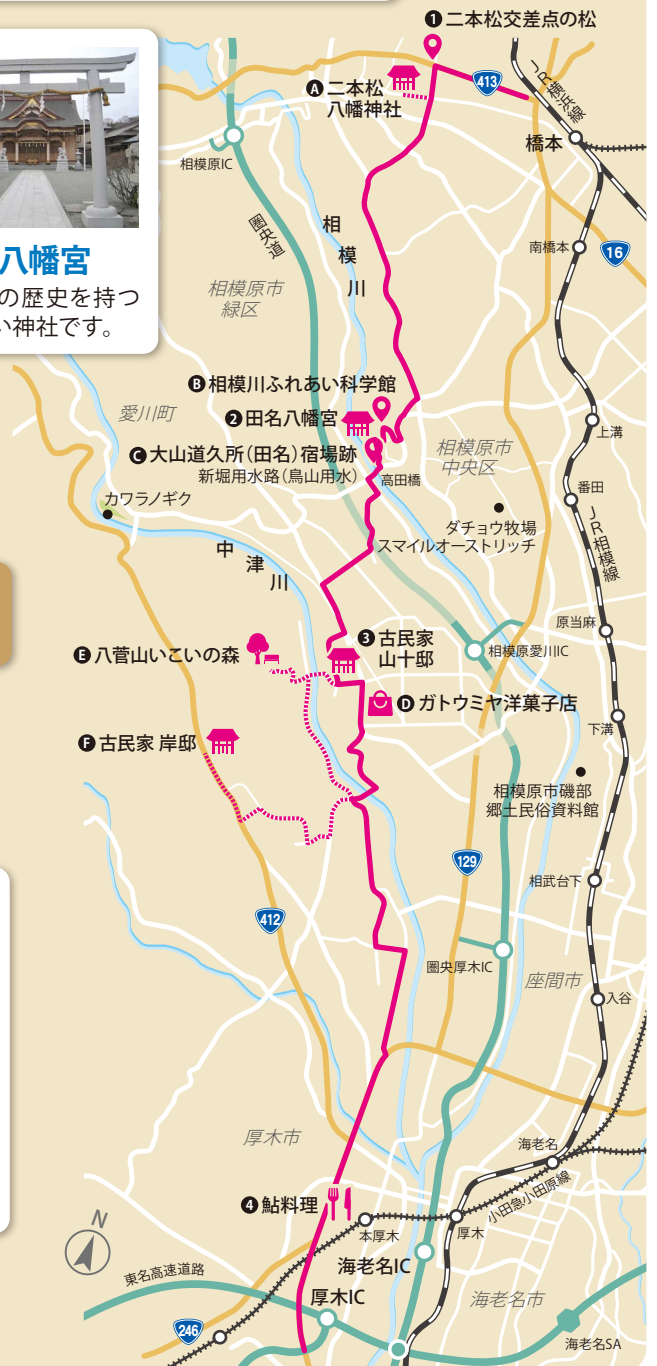 ❶二本松交差点の松
Ⓐ二本松
八幡神社
413
JR横浜線
橋本
相模原IC
圏央道
相模川
南橋本
16
相模原市
緑区
八幡宮
の歴史を持つ
い神社です。
Ⓑ相模川ふれあい科学館
愛川町
❷田名八幡宮
相模原市
中央区
上溝
Ⓒ大山道久所(田名)宿場跡
新堀用水路(烏山用水)
高田橋
カワラノギク
番田
JR相模線
ダチョウ牧場
スマイルオーストリッチ
中津川
原当麻
❸古民家
山十邸
相模原愛川IC
Ⓔ八菅山いこいの森
Ⓓガトウミヤ洋菓子店
下溝
Ⓕ古民家 岸邸
相模原市磯部
郷土民俗資料館
129
相武台下
412
圏央厚木IC
座間市
入谷
厚木市
海老名
小田急小田原線
❹鮎料理
本厚木
厚木
N
海老名IC
東名高速道路
厚木IC
海老名市
246
海老名SA